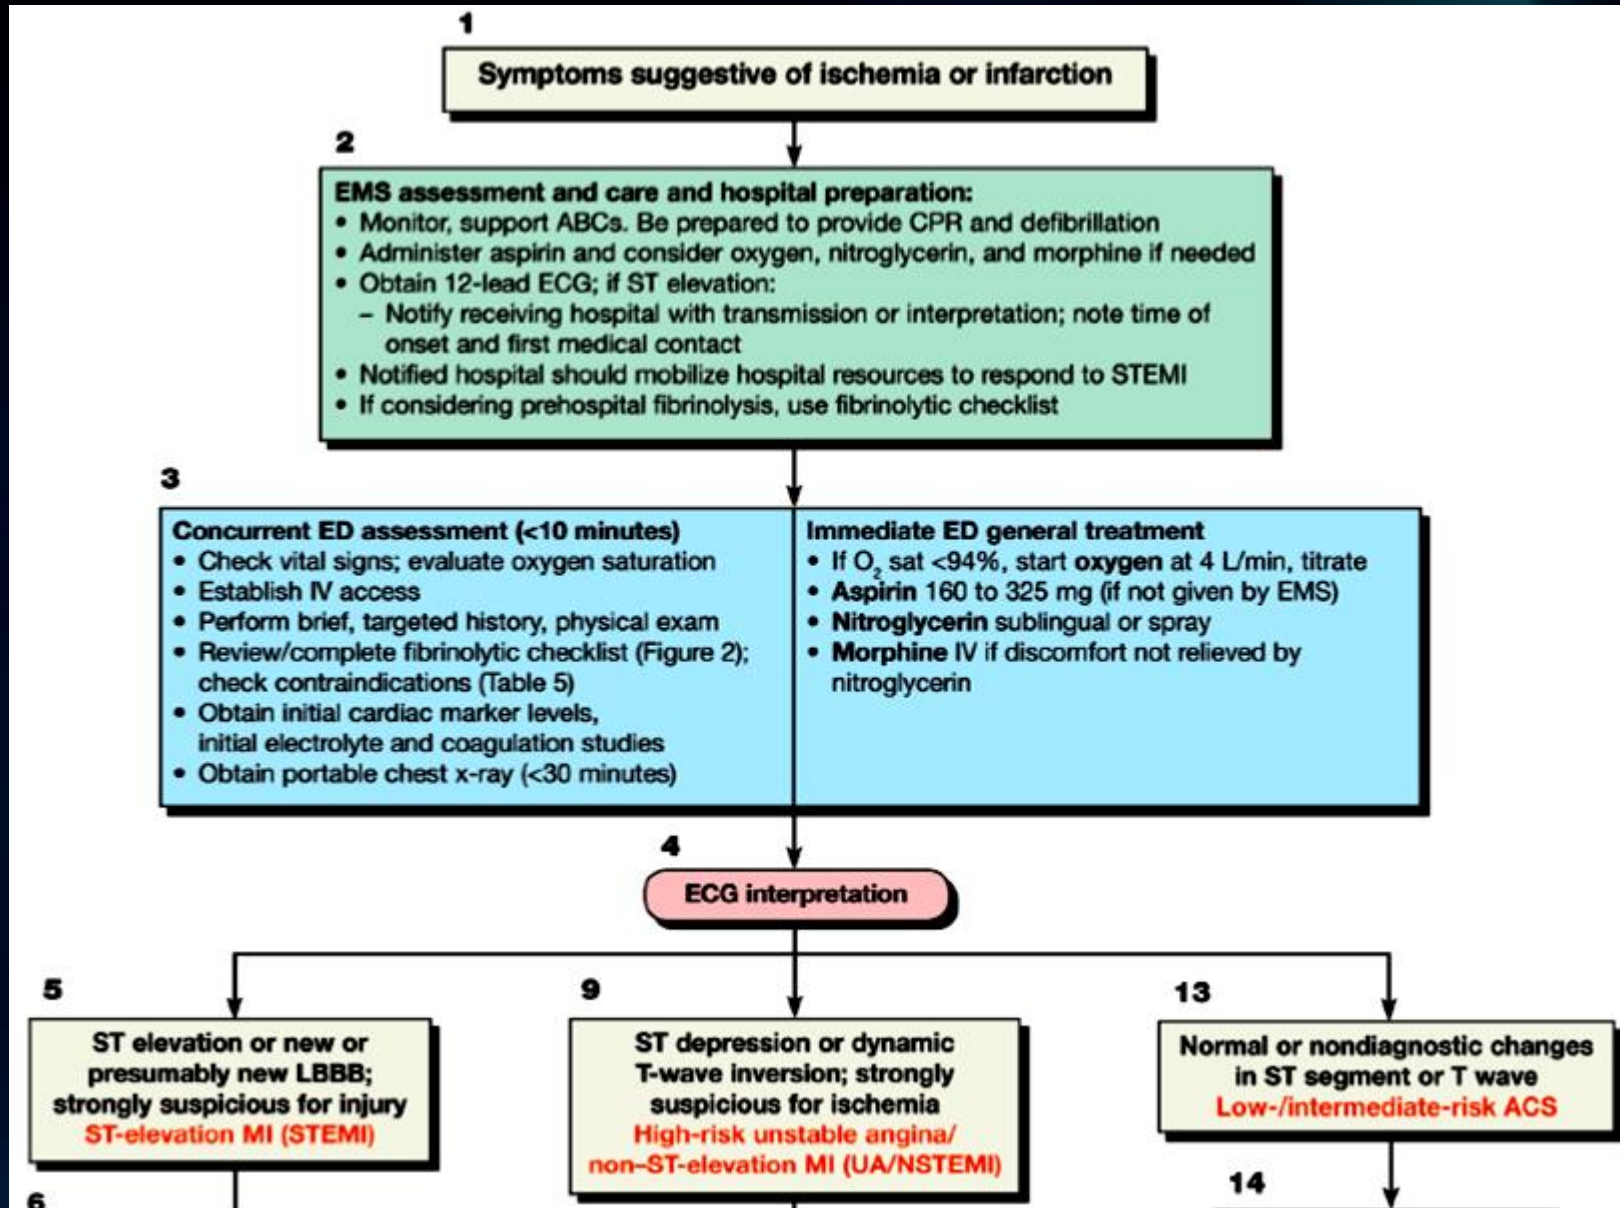 1
Symptoms suggestive of ischemia or infarction
2
EMS assessment and care and hospital preparation:
• Monitor, support ABCs. Be prepared to provide CPR and defibrillation
• Administer aspirin and consider oxygen, nitroglycerin, and morphine if needed
• Obtain 12-lead ECG; if ST elevation:
– Notify receiving hospital with transmission or interpretation; note time of
onset and first medical contact
• Notified hospital should mobilize hospital resources to respond to STEMI
• If considering prehospital fibrinolysis, use fibrinolytic checklist
3
Concurrent ED assessment (<10 minutes)
• Check vital signs; evaluate oxygen saturation
• Establish IV access
• Perform brief, targeted history, physical exam
• Review/complete fibrinolytic checklist (Figure 2);
check contraindications (Table 5)
• Obtain initial cardiac marker levels,
initial electrolyte and coagulation studies
• Obtain portable chest x-ray (<30 minutes)
Immediate ED general treatment
• If O₂ sat <94%, start oxygen at 4 L/min, titrate
• Aspirin 160 to 325 mg (if not given by EMS)
• Nitroglycerin sublingual or spray
• Morphine IV if discomfort not relieved by
nitroglycerin
4
ECG interpretation
5
ST elevation or new or
presumably new LBBB;
strongly suspicious for injury
ST-elevation MI (STEMI)
9
ST depression or dynamic
T-wave inversion; strongly
suspicious for ischemia
High-risk unstable angina/
non–ST-elevation MI (UA/NSTEMI)
13
Normal or nondiagnostic changes
in ST segment or T wave
Low-/intermediate-risk ACS
6
14